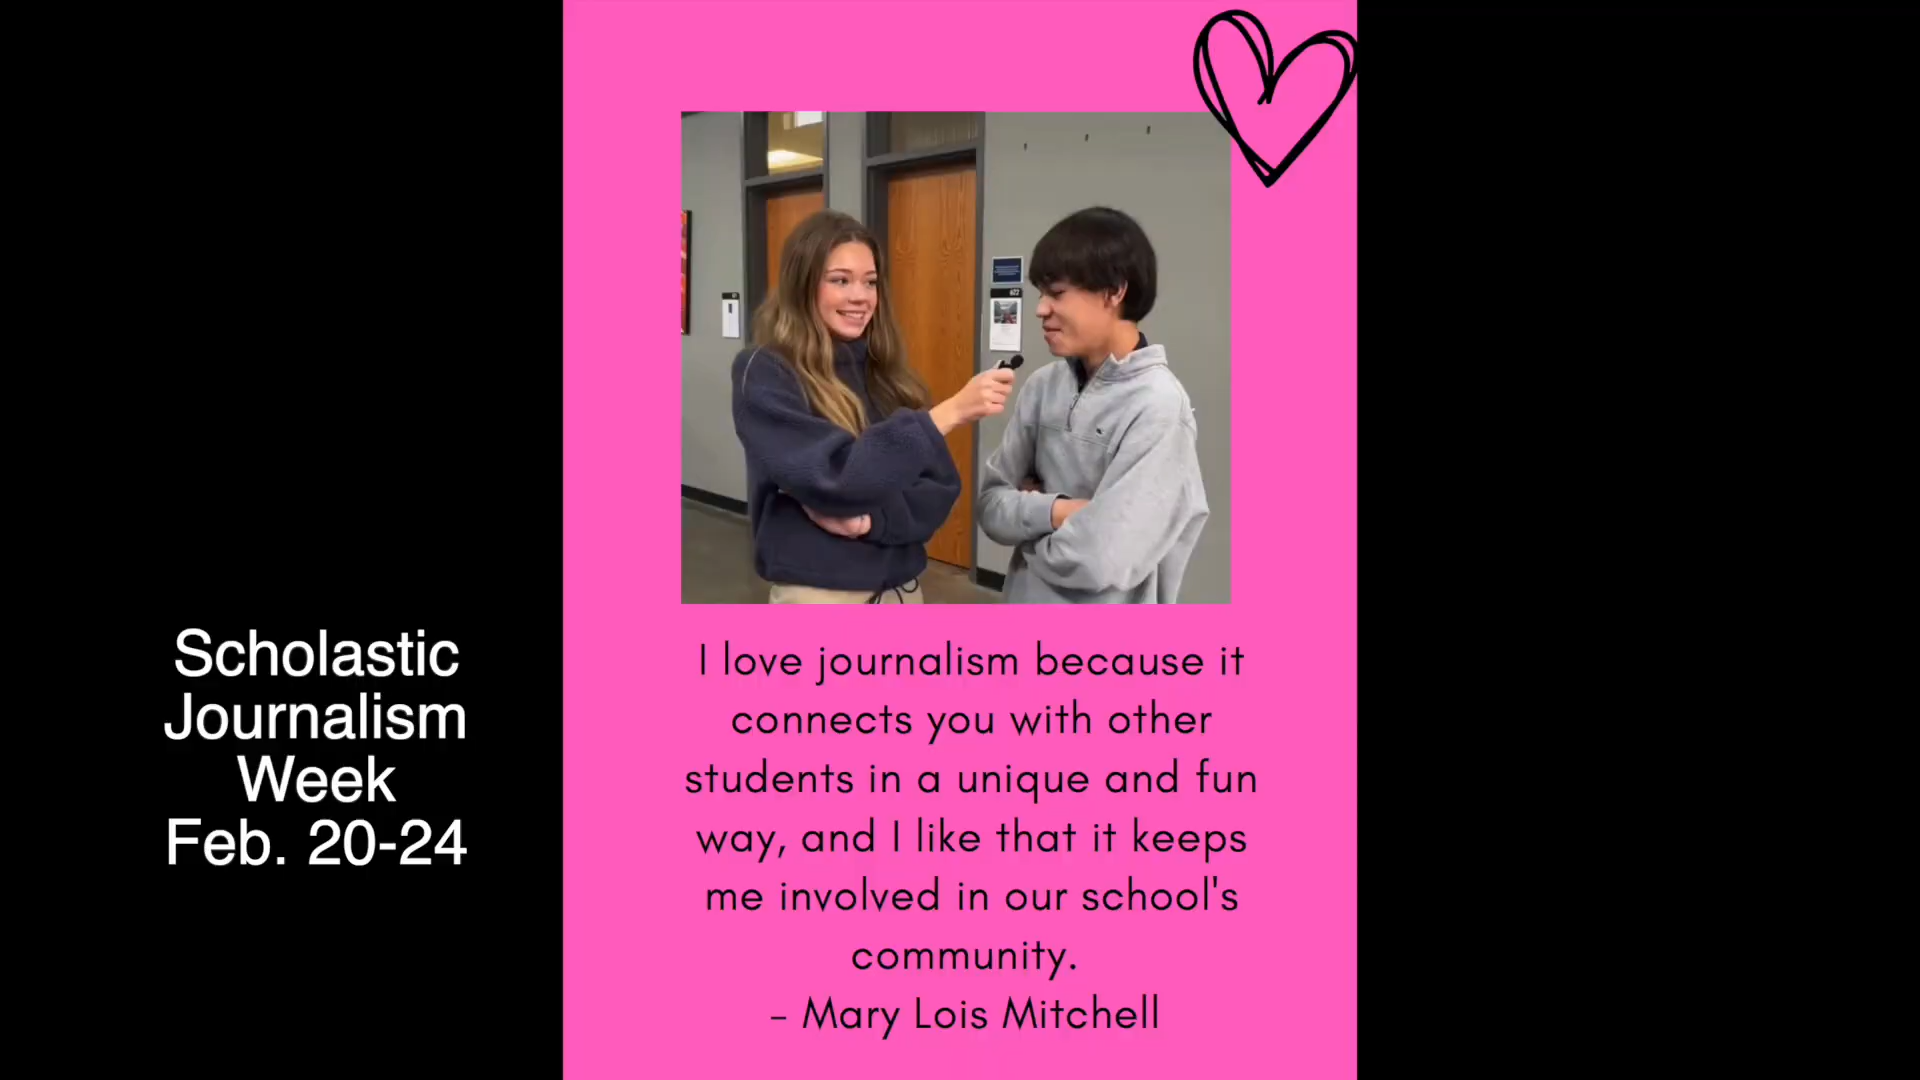 Scholastic
Journalism
Week
Feb. 20-24
I love journalism because it
connects you with other
students in a unique and fun
way, and I like that it keeps
me involved in our school's
community.
- Mary Lois Mitchell